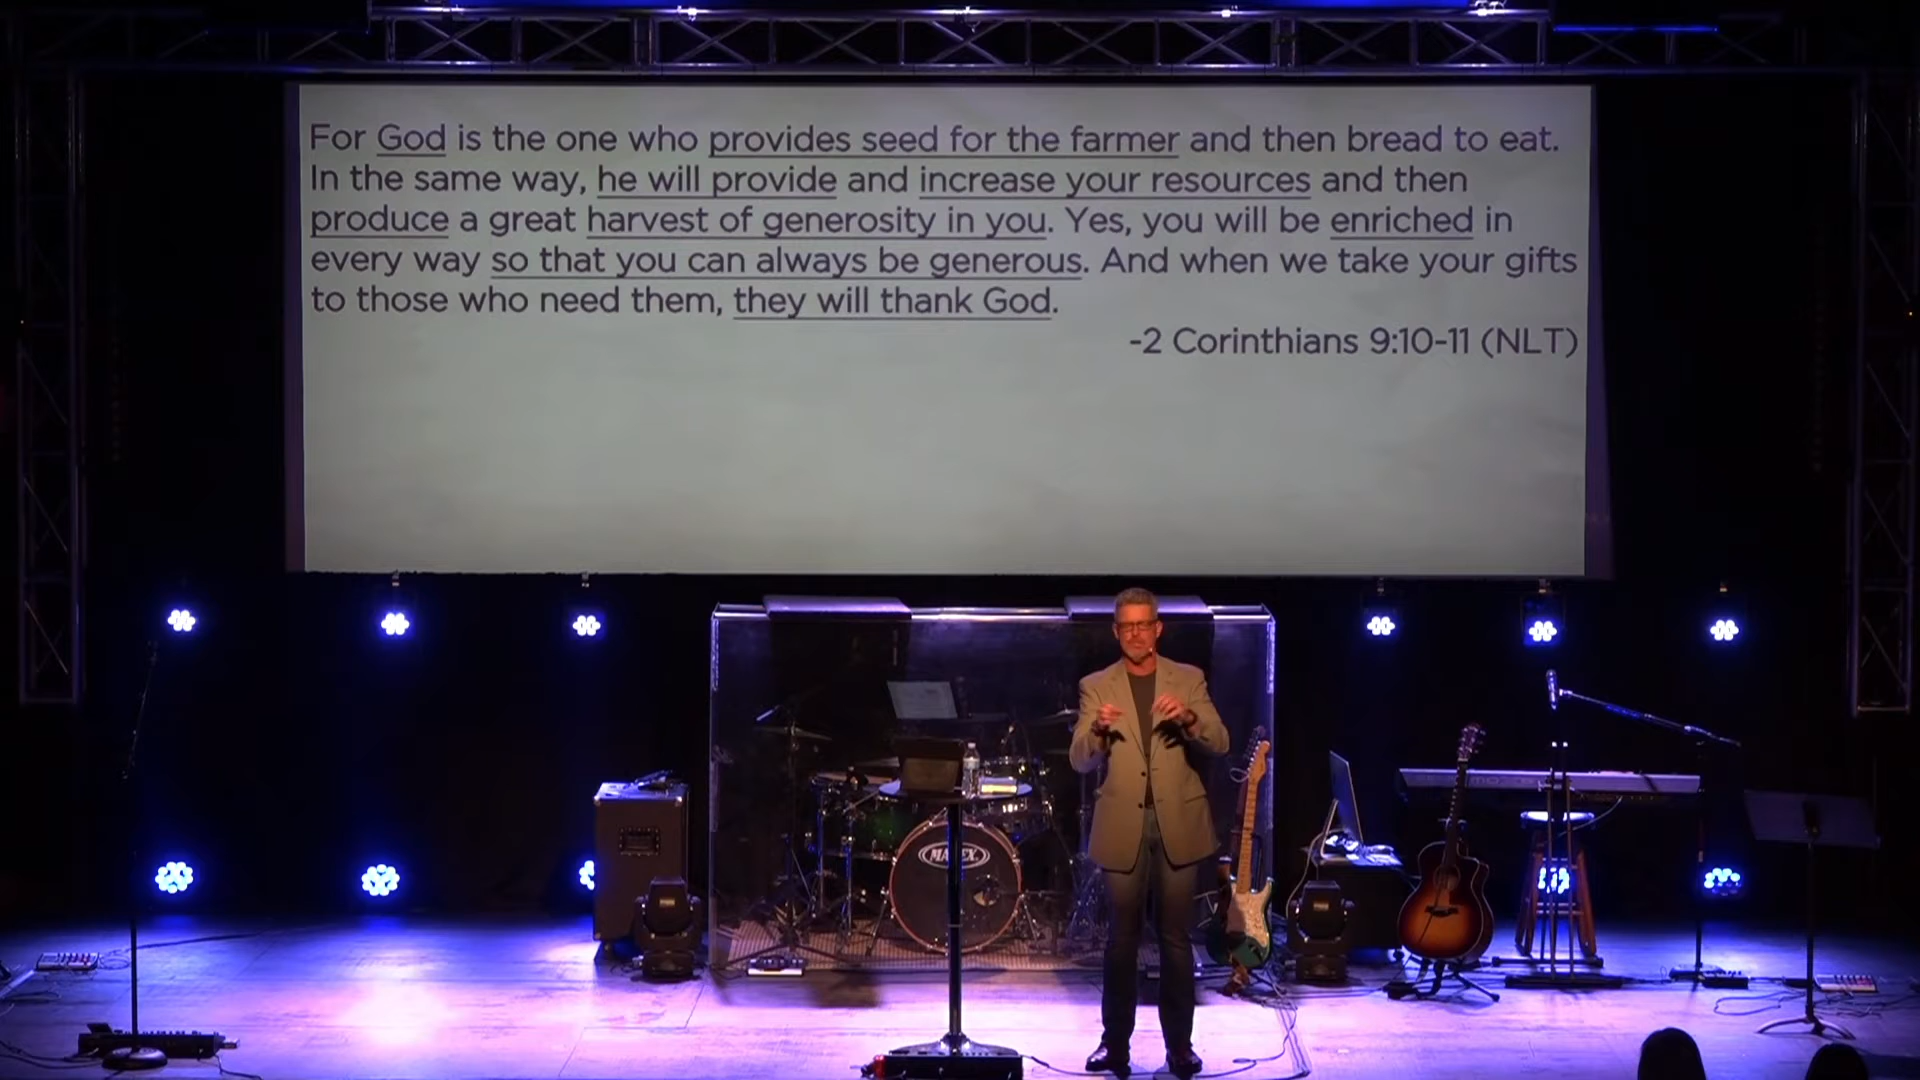 For God is the one who provides seed for the farmer and then bread to eat.
In the same way, he will provide and increase your resources and then
produce a great harvest of generosity in you. Yes, you will be enriched in
every way so that you can always be generous. And when we take your gifts
to those who need them, they will thank God.
-2 Corinthians 9:10-11 (NLT)
MAPEX